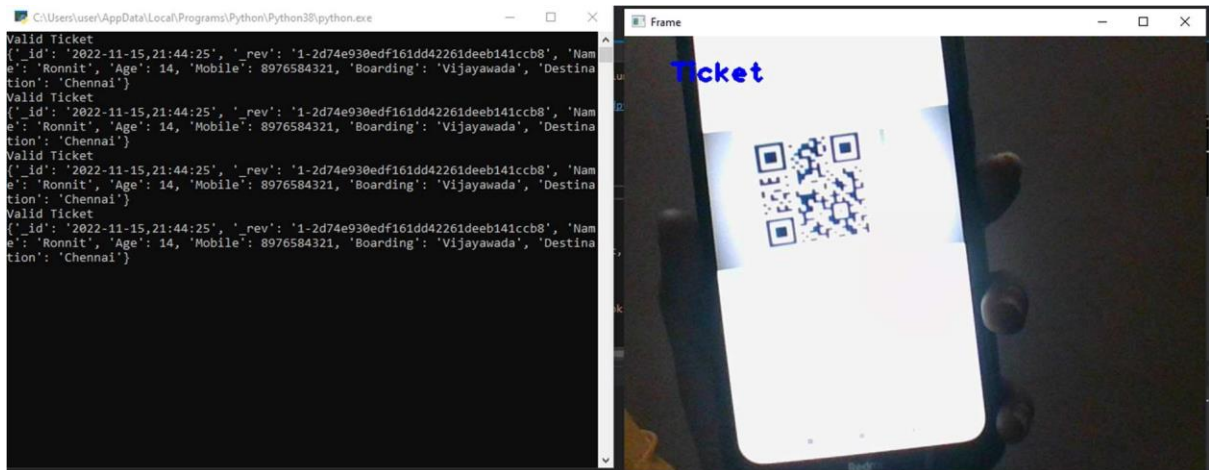 C:\Users\user\AppData\Local\Programs\Python\Python38\python.exe
Valid Ticket
{'_id': '2022-11-15,21:44:25', '_rev': '1-2d74e930edf161dd42261deeb141ccb8', 'Nam
e': 'Ronnit', 'Age': 14, 'Mobile': 8976584321, 'Boarding': 'Vijayawada', 'Destina
tion': 'Chennai'}
Valid Ticket
{'_id': '2022-11-15,21:44:25', '_rev': '1-2d74e930edf161dd42261deeb141ccb8', 'Nam
e': 'Ronnit', 'Age': 14, 'Mobile': 8976584321, 'Boarding': 'Vijayawada', 'Destina
tion': 'Chennai'}
Valid Ticket
{'_id': '2022-11-15,21:44:25', '_rev': '1-2d74e930edf161dd42261deeb141ccb8', 'Nam
e': 'Ronnit', 'Age': 14, 'Mobile': 8976584321, 'Boarding': 'Vijayawada', 'Destina
tion': 'Chennai'}
Valid Ticket
{'_id': '2022-11-15,21:44:25', '_rev': '1-2d74e930edf161dd42261deeb141ccb8', 'Nam
e': 'Ronnit', 'Age': 14, 'Mobile': 8976584321, 'Boarding': 'Vijayawada', 'Destina
tion': 'Chennai'}
Frame
Ticket